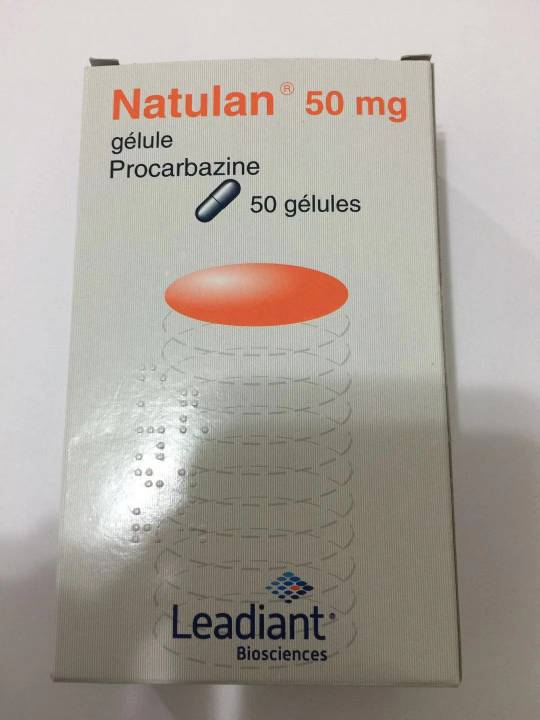 Natulan® 50 mg
gélule
Procarbazine
50 gélules
Leadiant®
Biosciences